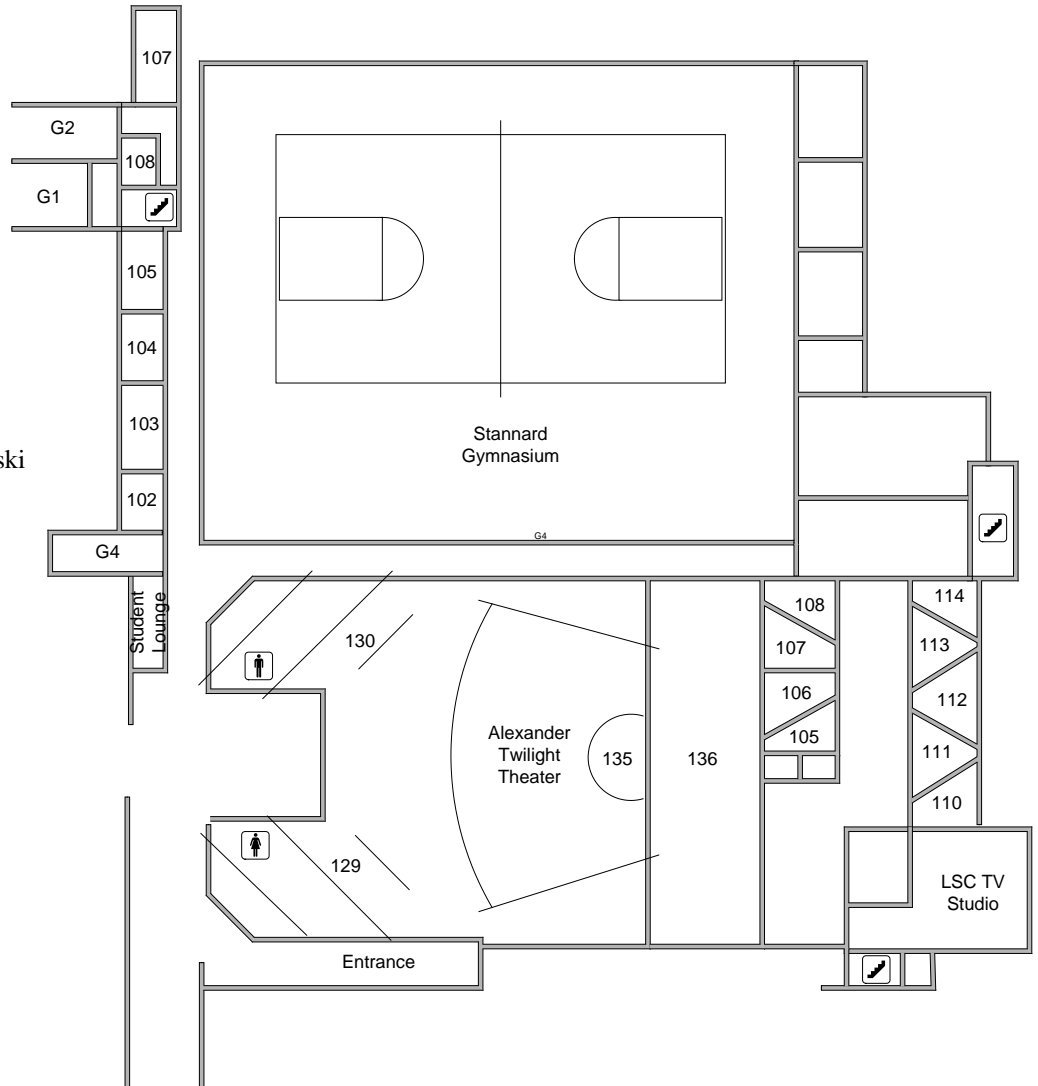 107
G2
108
G1
105
104
103
ski
102
G4
Student
Lounge
Stannard
Gymnasium
G4
130
108
114
107
113
106
112
Alexander
Twilight
Theater
135
136
105
111
110
129
LSC TV
Studio
Entrance